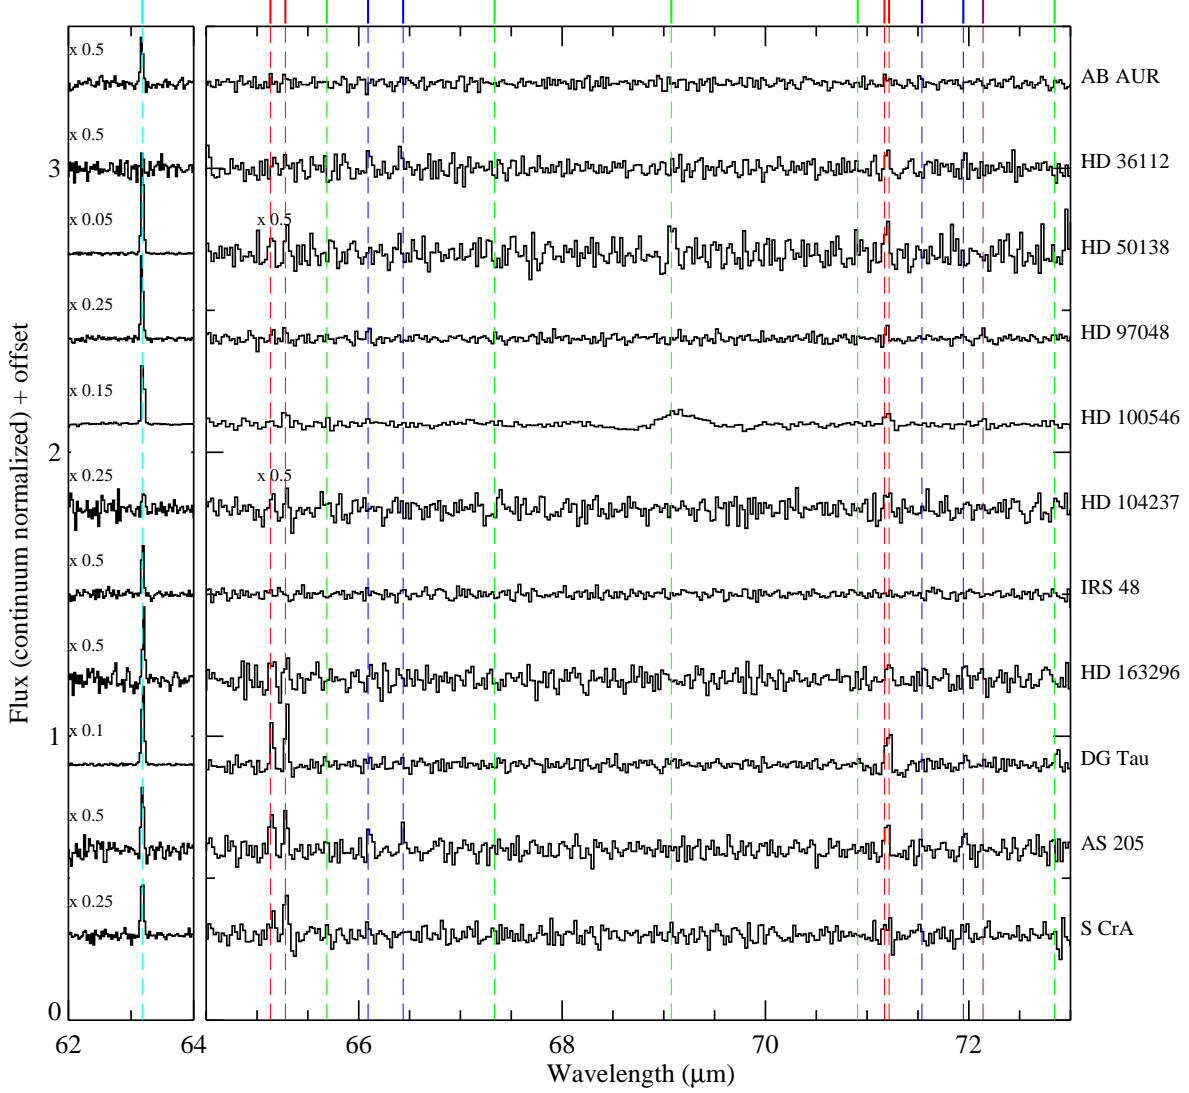 x 0.5
AB AUR
x 0.5
3
HD 36112
x 0.05
x 0.5
HD 50138
x 0.25
HD 97048
x 0.15
HD 100546
2
x 0.25
x 0.5
HD 104237
x 0.5
IRS 48
x 0.5
HD 163296
1
x 0.1
DG Tau
x 0.5
AS 205
x 0.25
S CrA
0
62 64 66 68 70 72
Wavelength (μm)
Flux (continuum normalized) + offset